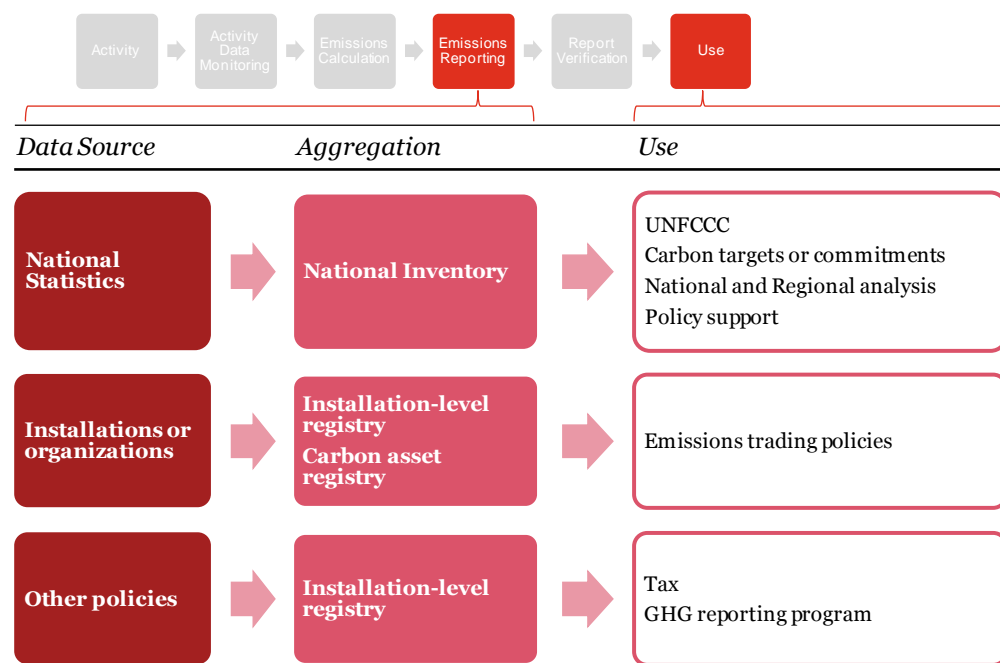 Activity
Activity
Data
Monitoring
Emissions
Calculation
Emissions
Reporting
Report
Verification
Use
Data Source
Aggregation
Use
National
Statistics
National Inventory
UNFCCC
Carbon targets or commitments
National and Regional analysis
Policy support
Installations or
organizations
Installation-level
registry
Carbon asset
registry
Emissions trading policies
Other policies
Installation-level
registry
Tax
GHG reporting program